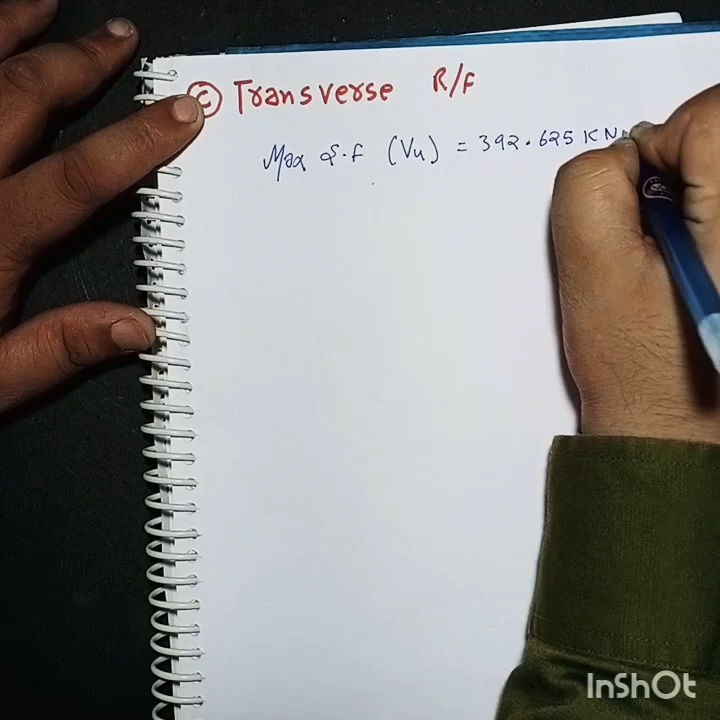 C Transverse R/F
Max S.F (Vu) = 392.625 KN
InShOt